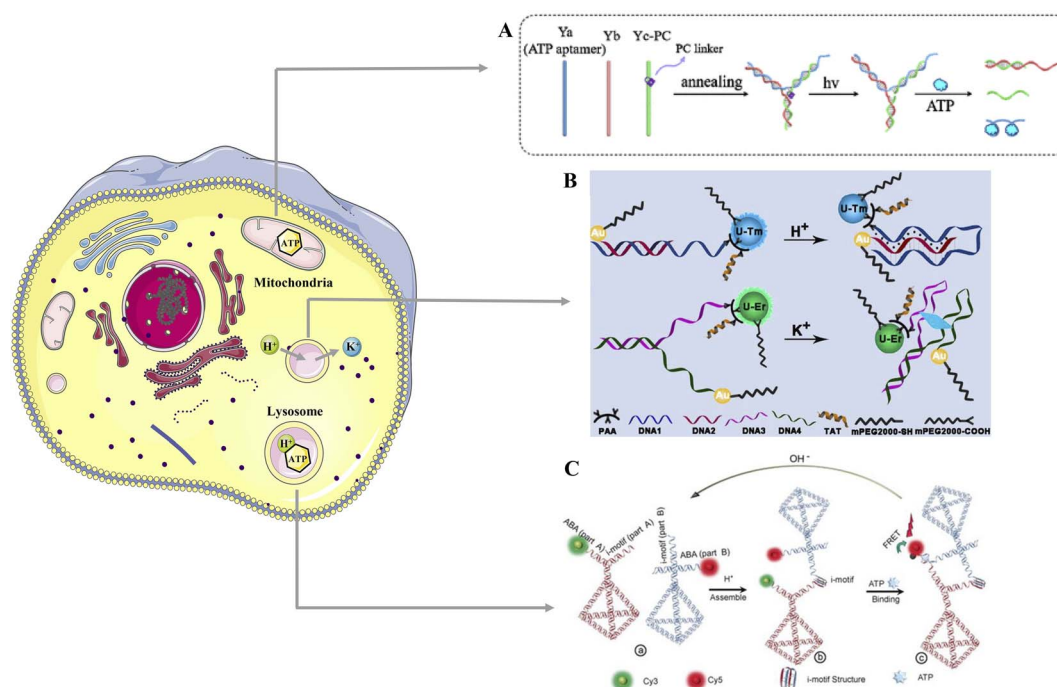 A
Ya
(ATP aptamer)
Yb
Yc-PC
PC linker
annealing
hv
ATP
ATP
Mitochondria
H⁺
K⁺
Lysosome
H⁺
ATP
B
Au
U-Tm
H⁺
U-Tm
Au
U-Er
Au
K⁺
U-Er
Au
PAA
DNA1
DNA2
DNA3
DNA4
TAT
mPEG2000-SH
mPEG2000-COOH
C
OH⁻
ABA (part A)
i-motif (part A)
i-motif (part B)
ABA (part B)
H⁺
Assemble
i-motif
ATP
Binding
FRET
a
b
c
Cy3
Cy5
i-motif Structure
ATP